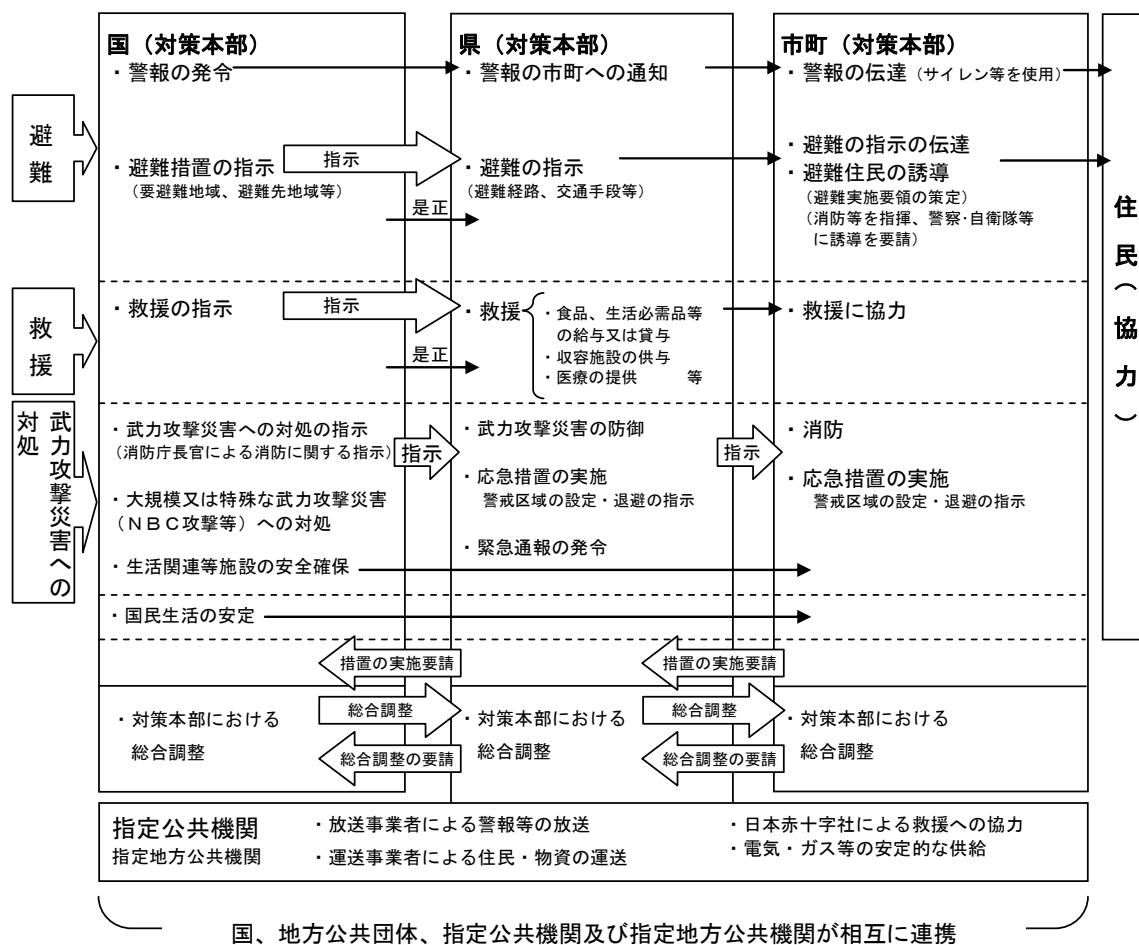 国（対策本部）
・警報の発令
県（対策本部）
・警報の市町への通知
市町（対策本部）
・警報の伝達（サイレン等を使用）
避難
・避難措置の指示
（要避難地域、避難先地域等）
指示
是正
・避難の指示
（避難経路、交通手段等）
・避難の指示の伝達
・避難住民の誘導
（避難実施要領の策定）
（消防等を指揮、警察・自衛隊等
に誘導を要請）
住民（協力）
救援
・救援の指示
指示
是正
・救援
・食品、生活必需品等
の給与又は貸与
・収容施設の供与
・医療の提供　等
・救援に協力
武力攻撃災害への
対処
・武力攻撃災害への対処の指示
（消防庁長官による消防に関する指示）
・大規模又は特殊な武力攻撃災害
（ＮＢＣ攻撃等）への対処
・生活関連等施設の安全確保
指示
・武力攻撃災害の防御
・応急措置の実施
警戒区域の設定・退避の指示
・緊急通報の発令
指示
・消防
・応急措置の実施
警戒区域の設定・退避の指示
・国民生活の安定
措置の実施要請
措置の実施要請
・対策本部における
総合調整
総合調整
総合調整の要請
・対策本部における
総合調整
総合調整
総合調整の要請
・対策本部における
総合調整
指定公共機関
指定地方公共機関
・放送事業者による警報等の放送
・運送事業者による住民・物資の運送
・日本赤十字社による救援への協力
・電気・ガス等の安定的な供給
国、地方公共団体、指定公共機関及び指定地方公共機関が相互に連携